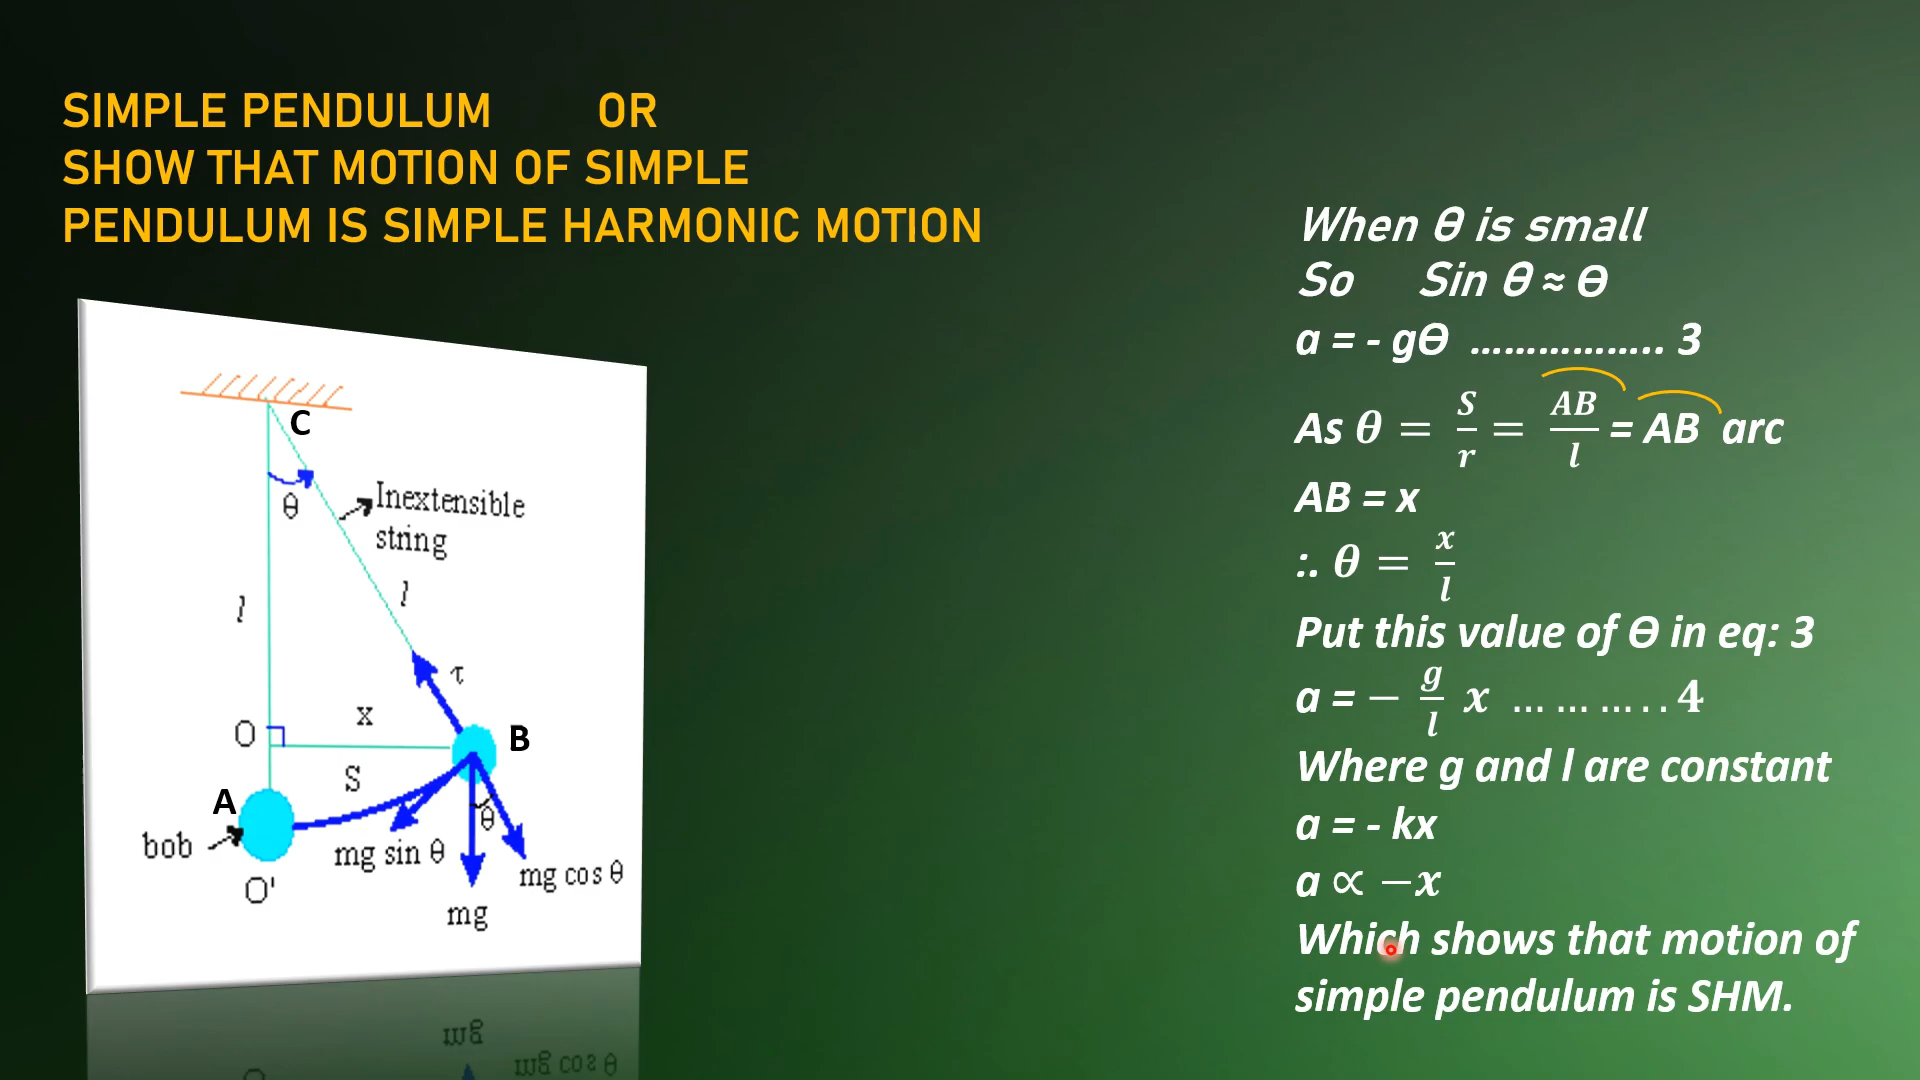 SIMPLE PENDULUM OR
SHOW THAT MOTION OF SIMPLE
PENDULUM IS SIMPLE HARMONIC MOTION
C
θ
Inextensible
string
l
l
τ
x
O
B
S
A
θ
bob
mg sin θ
mg cos θ
O'
mg
When θ is small
So Sin θ ≈ Ɵ
a = - gƟ ................. 3
As θ = S/r = AB/l = AB arc
AB = x
:. θ = x/l
Put this value of Ɵ in eq: 3
a = − g/l x ... ... ... . . 4
Where g and l are constant
a = - kx
a ∝ −x
Which shows that motion of
simple pendulum is SHM.